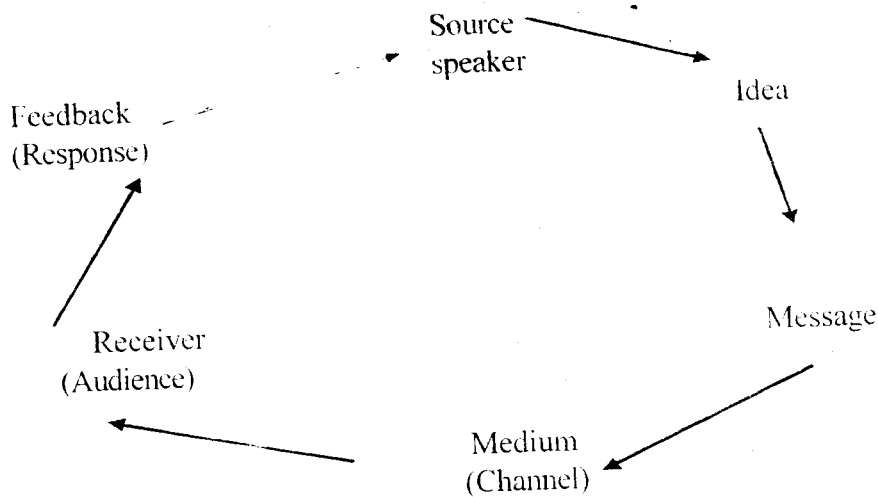 Source
speaker
Idea
Message
Medium
(Channel)
Receiver
(Audience)
Feedback
(Response)